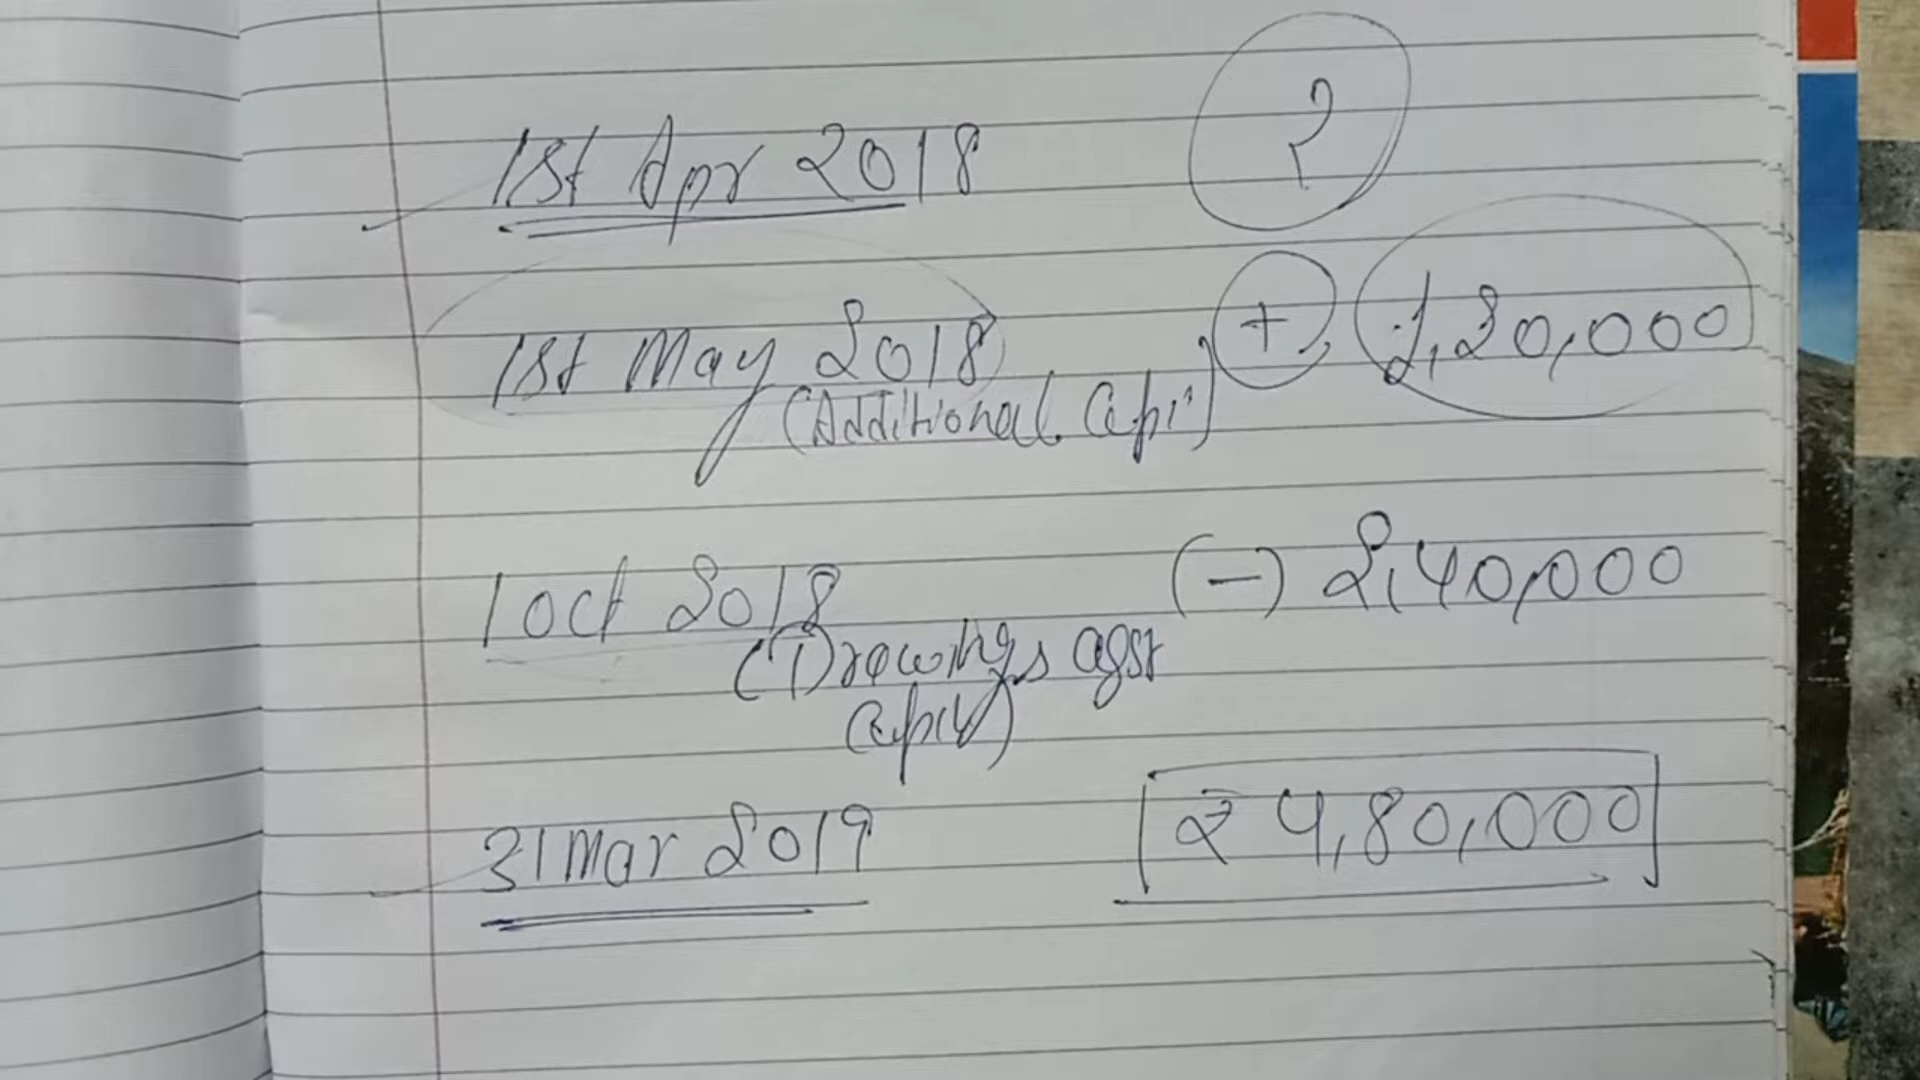 1st Apr 2018 ?
1st May 2018 + 1,20,000
(Additional Capi)
1 Oct 2018 (-) 2,40,000
(Drawings agst
Capi)
31 Mar 2019 ₹ 4,80,000